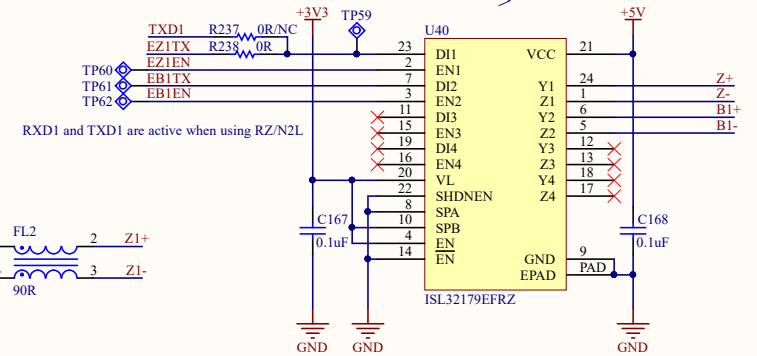 TXD1 R237 0R/NC +3V3 TP59 +5V
EZ1TX R238 0R U40
TP60 EZ1EN 23 DI1 VCC 21
TP61 EB1TX 2 EN1
TP62 EB1EN 7 DI2 Y1 24 Z+
3 EN2 Z1 1 Z-
11 DI3 Y2 6 B1+
RXD1 and TXD1 are active when using RZ/N2L 15 EN3 Z2 5 B1-
19 DI4 Y3 12
16 EN4 Z3 13
20 VL Y4 18
22 SHDNEN Z4 17
8 SPA
C167 10 SPB C168
0.1uF 4 EN 0.1uF
14 EN GND 9
EPAD PAD
ISL32179EFRZ
FL2 2 Z1+
3 Z1-
90R
GND GND GND